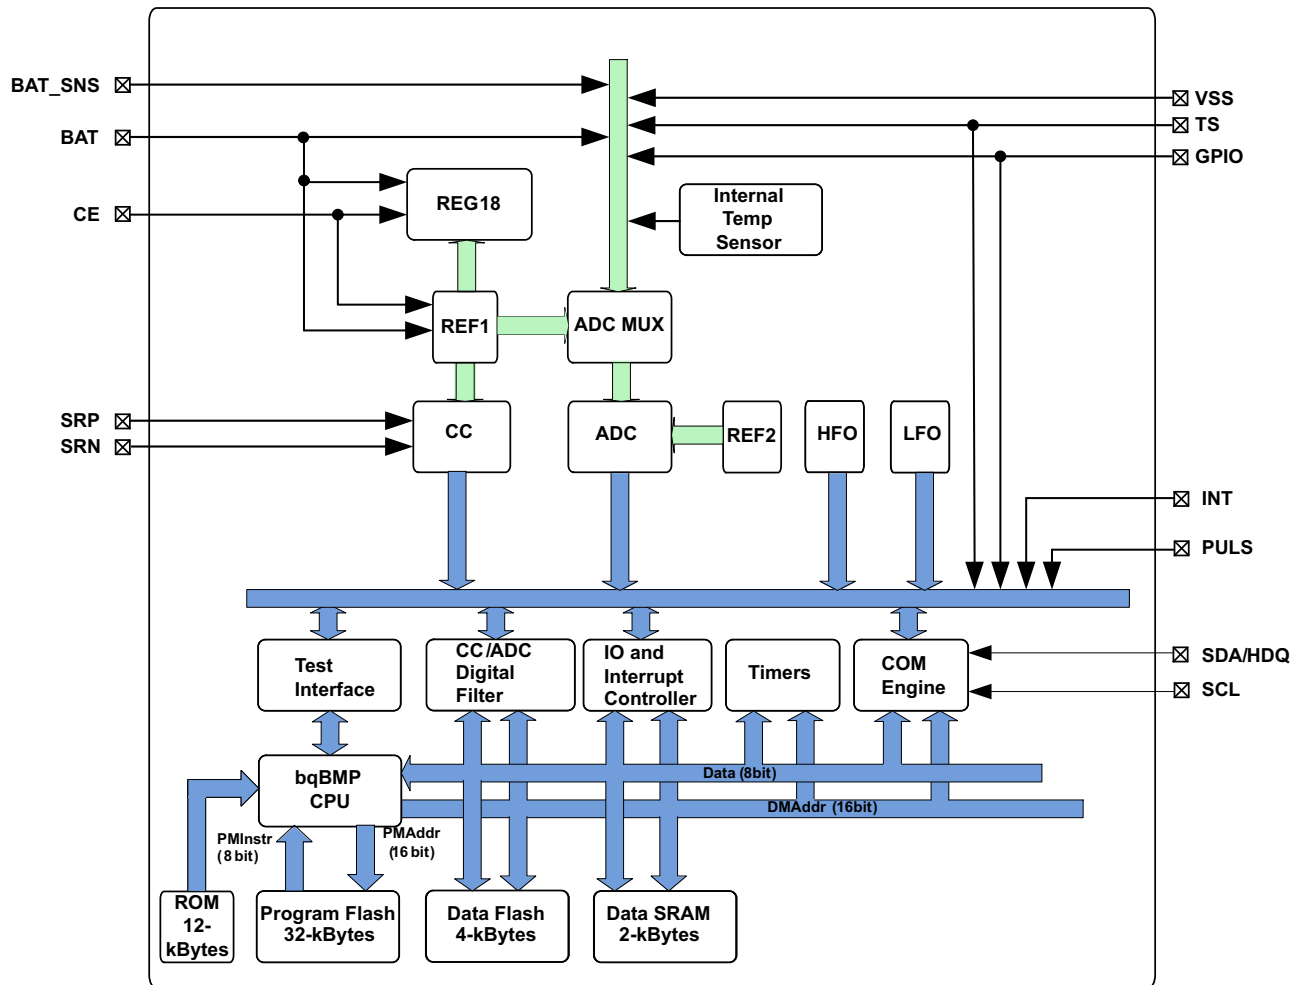 BAT_SNS
VSS
TS
BAT
GPIO
REG18
Internal
Temp
Sensor
CE
REF1
ADC MUX
SRP
SRN
CC
ADC
REF2
HFO
LFO
INT
PULS
Test
Interface
CC/ADC
Digital
Filter
IO and
Interrupt
Controller
Timers
COM
Engine
SDA/HDQ
SCL
bqBMP
CPU
Data (8bit)
DMAddr (16bit)
PMInstr
(8 bit)
PMAddr
(16 bit)
ROM
12-
kBytes
Program Flash
32-kBytes
Data Flash
4-kBytes
Data SRAM
2-kBytes